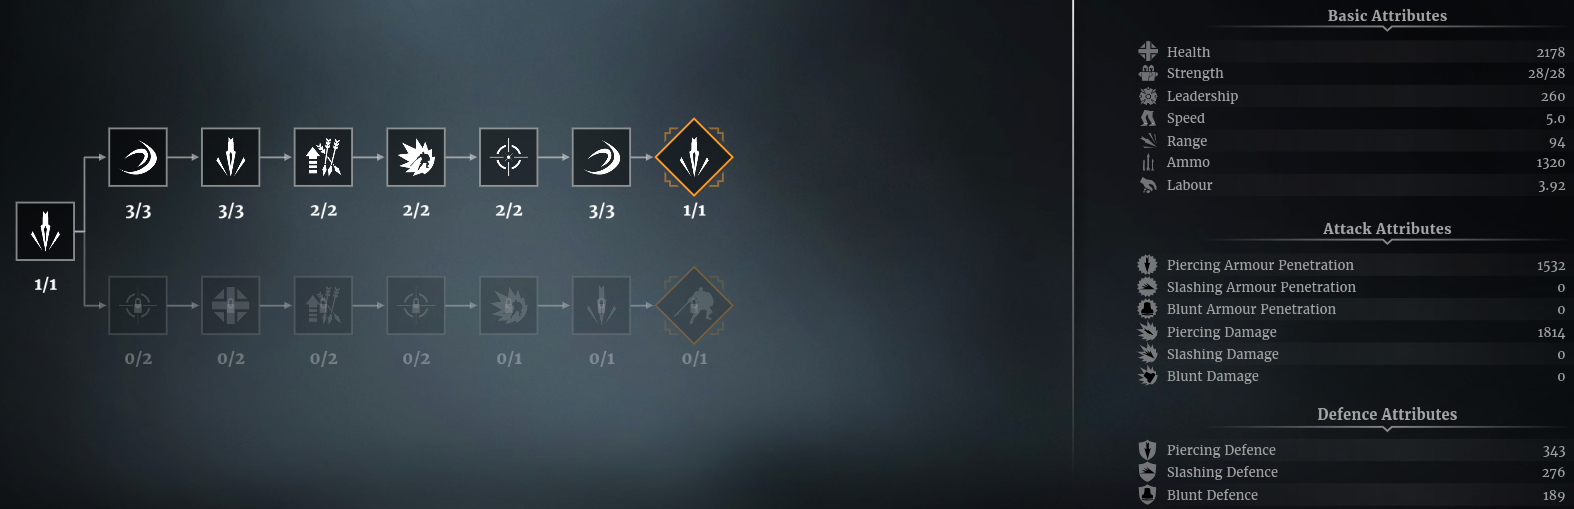 3/3 3/3 2/2 2/2 2/2 3/3 1/1
1/1
0/2 0/2 0/2 0/2 0/1 0/1 0/1
Basic Attributes
Health 2178
Strength 28/28
Leadership 260
Speed 5.0
Range 94
Ammo 1320
Labour 3.92
Attack Attributes
Piercing Armour Penetration 1532
Slashing Armour Penetration 0
Blunt Armour Penetration 0
Piercing Damage 1814
Slashing Damage 0
Blunt Damage 0
Defence Attributes
Piercing Defence 343
Slashing Defence 276
Blunt Defence 189